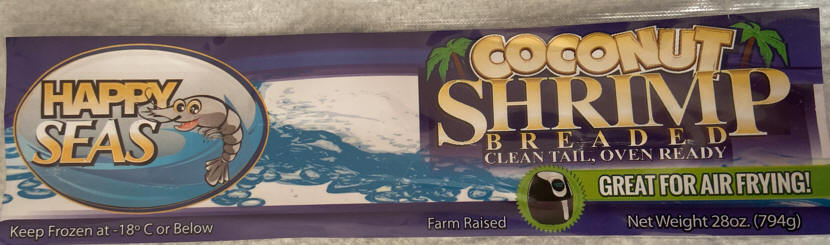 HAPPY
SEAS
COCONUT
SHRIMP
BREADED
CLEAN TAIL, OVEN READY
GREAT FOR AIR FRYING!
Keep Frozen at -18º C or Below
Farm Raised
Net Weight 28oz. (794g)